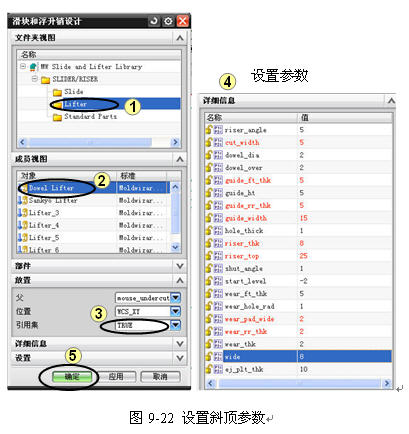 滑块和浮升销设计
文件夹视图
名称
MW Slide and Lifter Library
SLIDER/RISER
Slide
Lifter
Standard Parts
①
成员视图
对象 标准
Dowel Lifter Moldwizar...
Sankyo Lifter Moldwizar...
Lifter_3 Moldwizar...
Lifter_4 Moldwizar...
Lifter_5 Moldwizar...
Lifter_6 Moldwizar...
②
部件
放置
父 mouse_undercut
位置 WCS_XY
引用集 TRUE
③
详细信息
设置
⑤
确定 应用 取消
④ 设置参数
详细信息
名称 值
riser_angle 5
cut_width 5
dowel_dia 2
dowel_over 2
guide_ft_thk 5
guide_ht 5
guide_rr_thk 5
guide_width 15
hole_thick 1
riser_thk 8
riser_top 25
shut_angle 1
start_level -2
wear_ft_thk 5
wear_hole_rad 1
wear_pad_wide 2
wear_rr_thk 2
wear_thk 2
wide 8
ej_plt_thk 10
图 9-22 设置斜顶参数